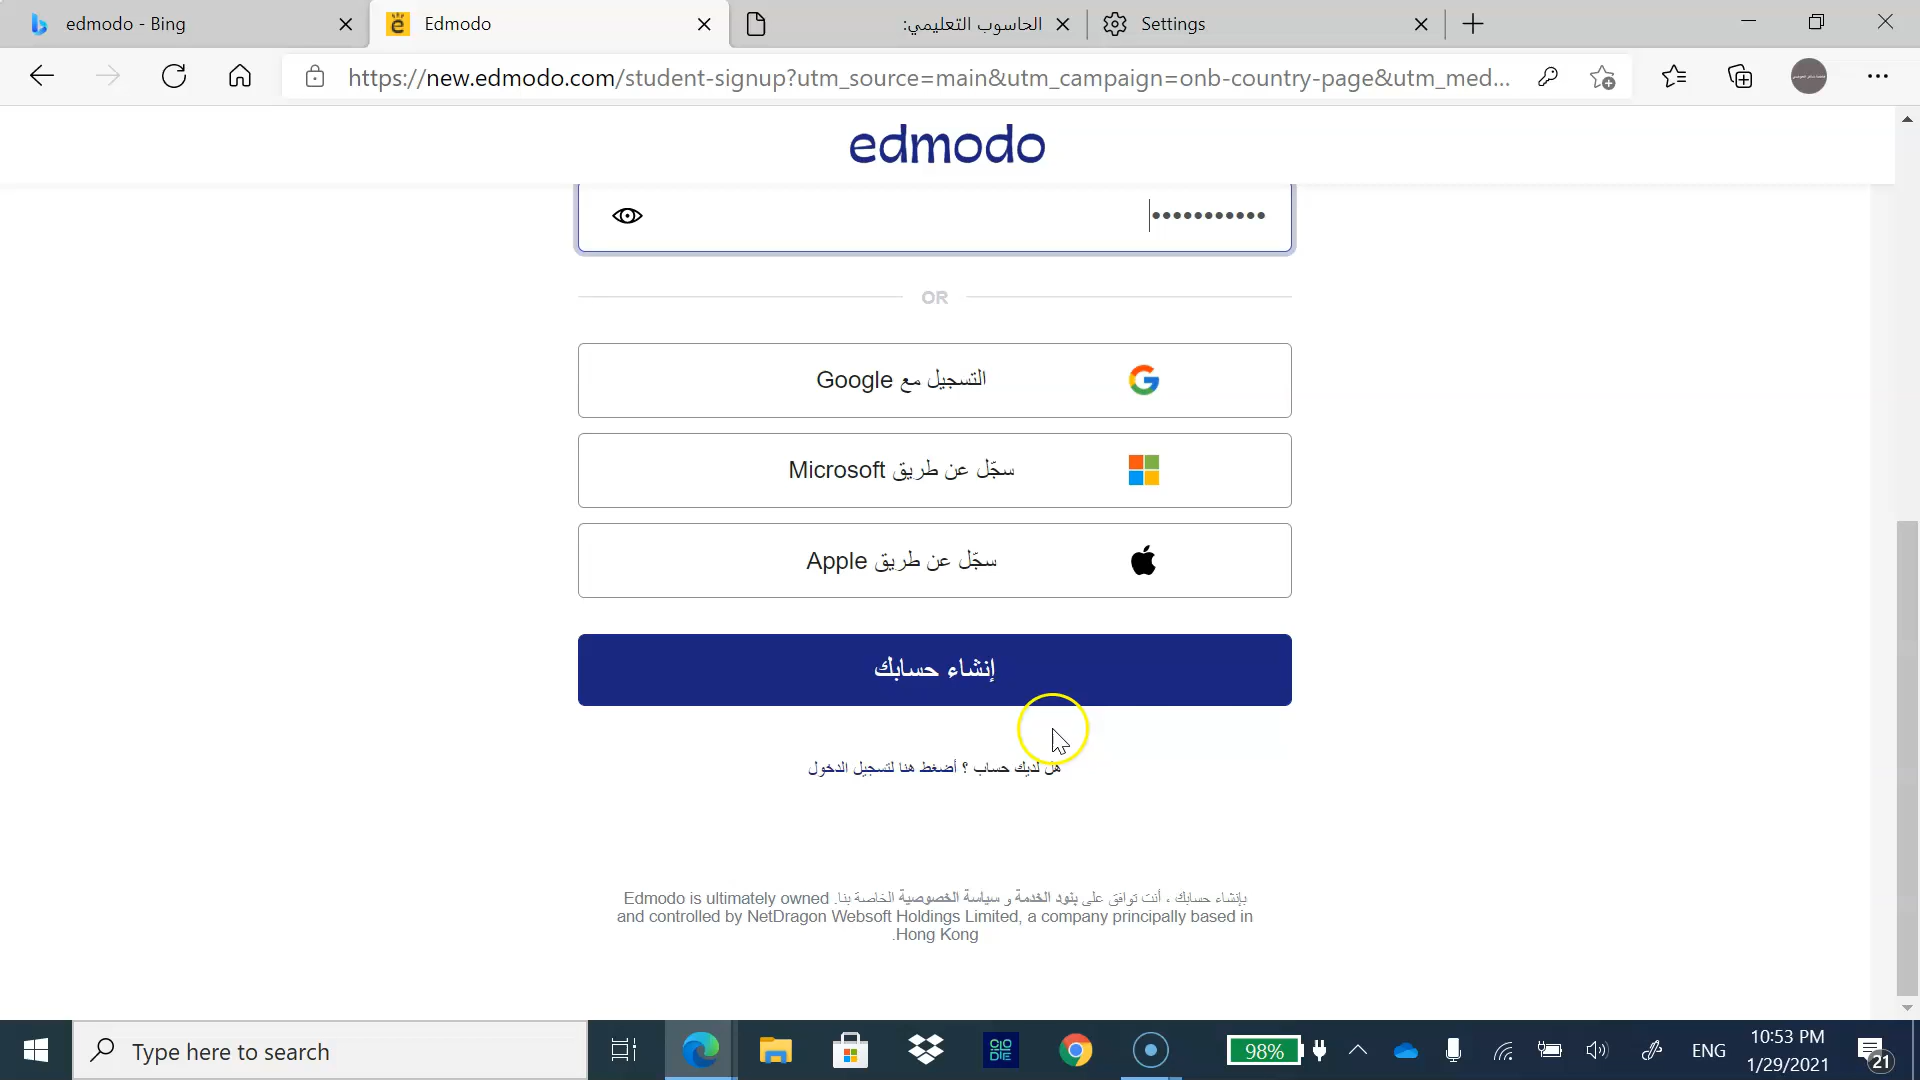 edmodo - Bing
Edmodo
الحاسوب التعليمي:
Settings
https://new.edmodo.com/student-signup?utm_source=main&utm_campaign=onb-country-page&utm_med...
edmodo
•••••••••••
OR
التسجيل مع Google
سجّل عن طريق Microsoft
سجّل عن طريق Apple
إنشاء حسابك
هل لديك حساب ؟ أضغط هنا لتسجيل الدخول
بإنشاء حسابك ، أنت توافق على بنود الخدمة و سياسة الخصوصية الخاصة بنا. Edmodo is ultimately owned
and controlled by NetDragon Websoft Holdings Limited, a company principally based in
Hong Kong.
Type here to search
98%
ENG
10:53 PM
1/29/2021
21